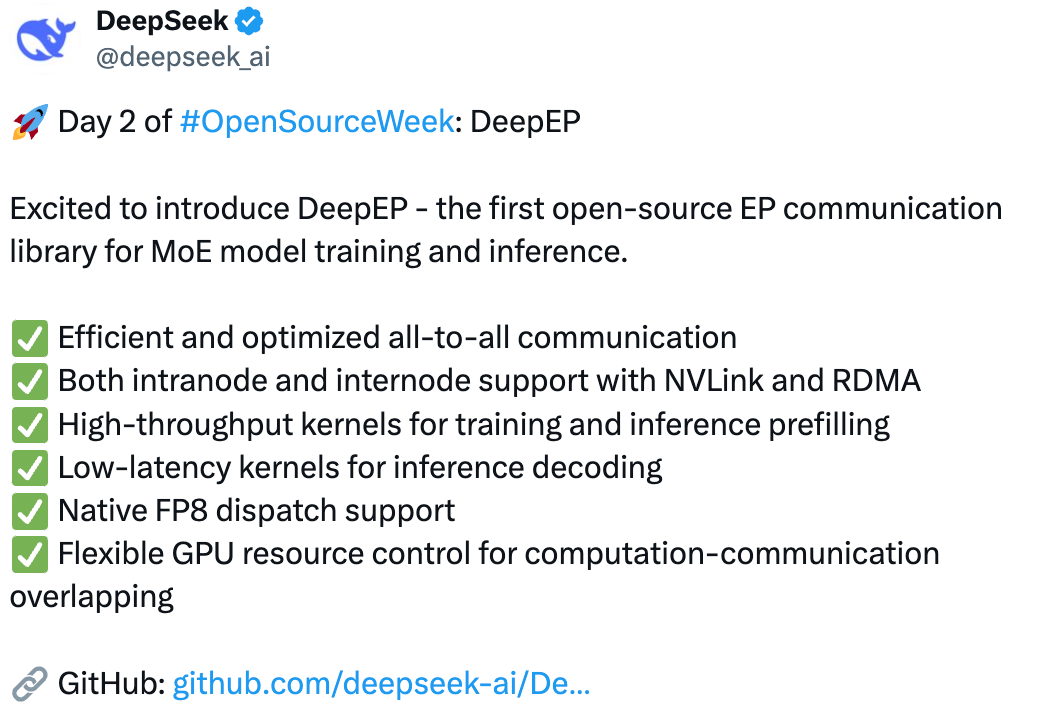 DeepSeek
@deepseek_ai
🚀 Day 2 of #OpenSourceWeek: DeepEP
Excited to introduce DeepEP - the first open-source EP communication
library for MoE model training and inference.
✅ Efficient and optimized all-to-all communication
✅ Both intranode and internode support with NVLink and RDMA
✅ High-throughput kernels for training and inference prefilling
✅ Low-latency kernels for inference decoding
✅ Native FP8 dispatch support
✅ Flexible GPU resource control for computation-communication
overlapping
🔗 GitHub: github.com/deepseek-ai/De…